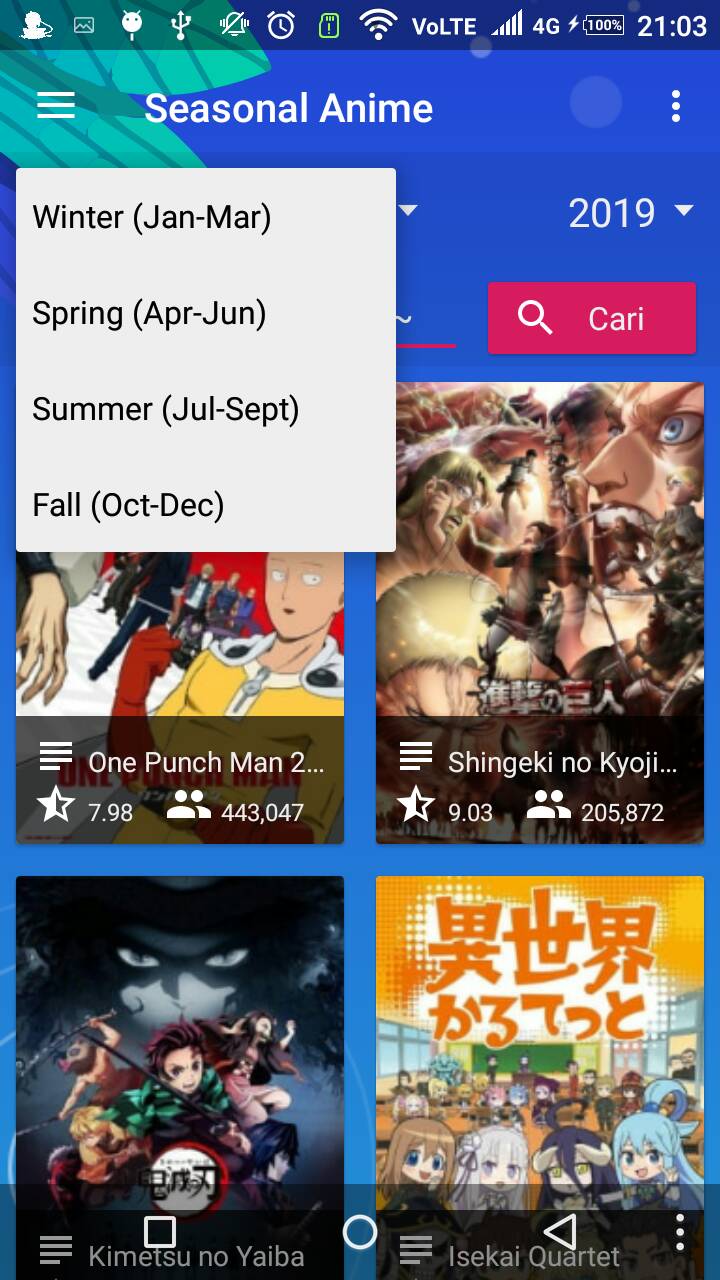 VoLTE 4G 100% 21:03
Seasonal Anime
Winter (Jan-Mar)
2019
Spring (Apr-Jun)
~
Cari
Summer (Jul-Sept)
Fall (Oct-Dec)
進撃の巨人
One Punch Man 2...
Shingeki no Kyoji...
7.98
443,047
9.03
205,872
異世界
かるてっと
鬼滅の刃
Kimetsu no Yaiba
Isekai Quartet